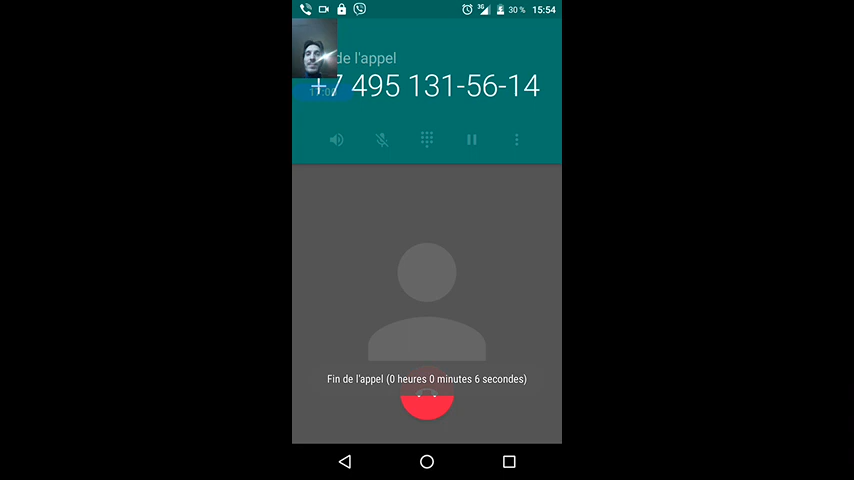 3G
30 %
15:54
de l'appel
+7 495 131-56-14
Fin de l'appel (0 heures 0 minutes 6 secondes)